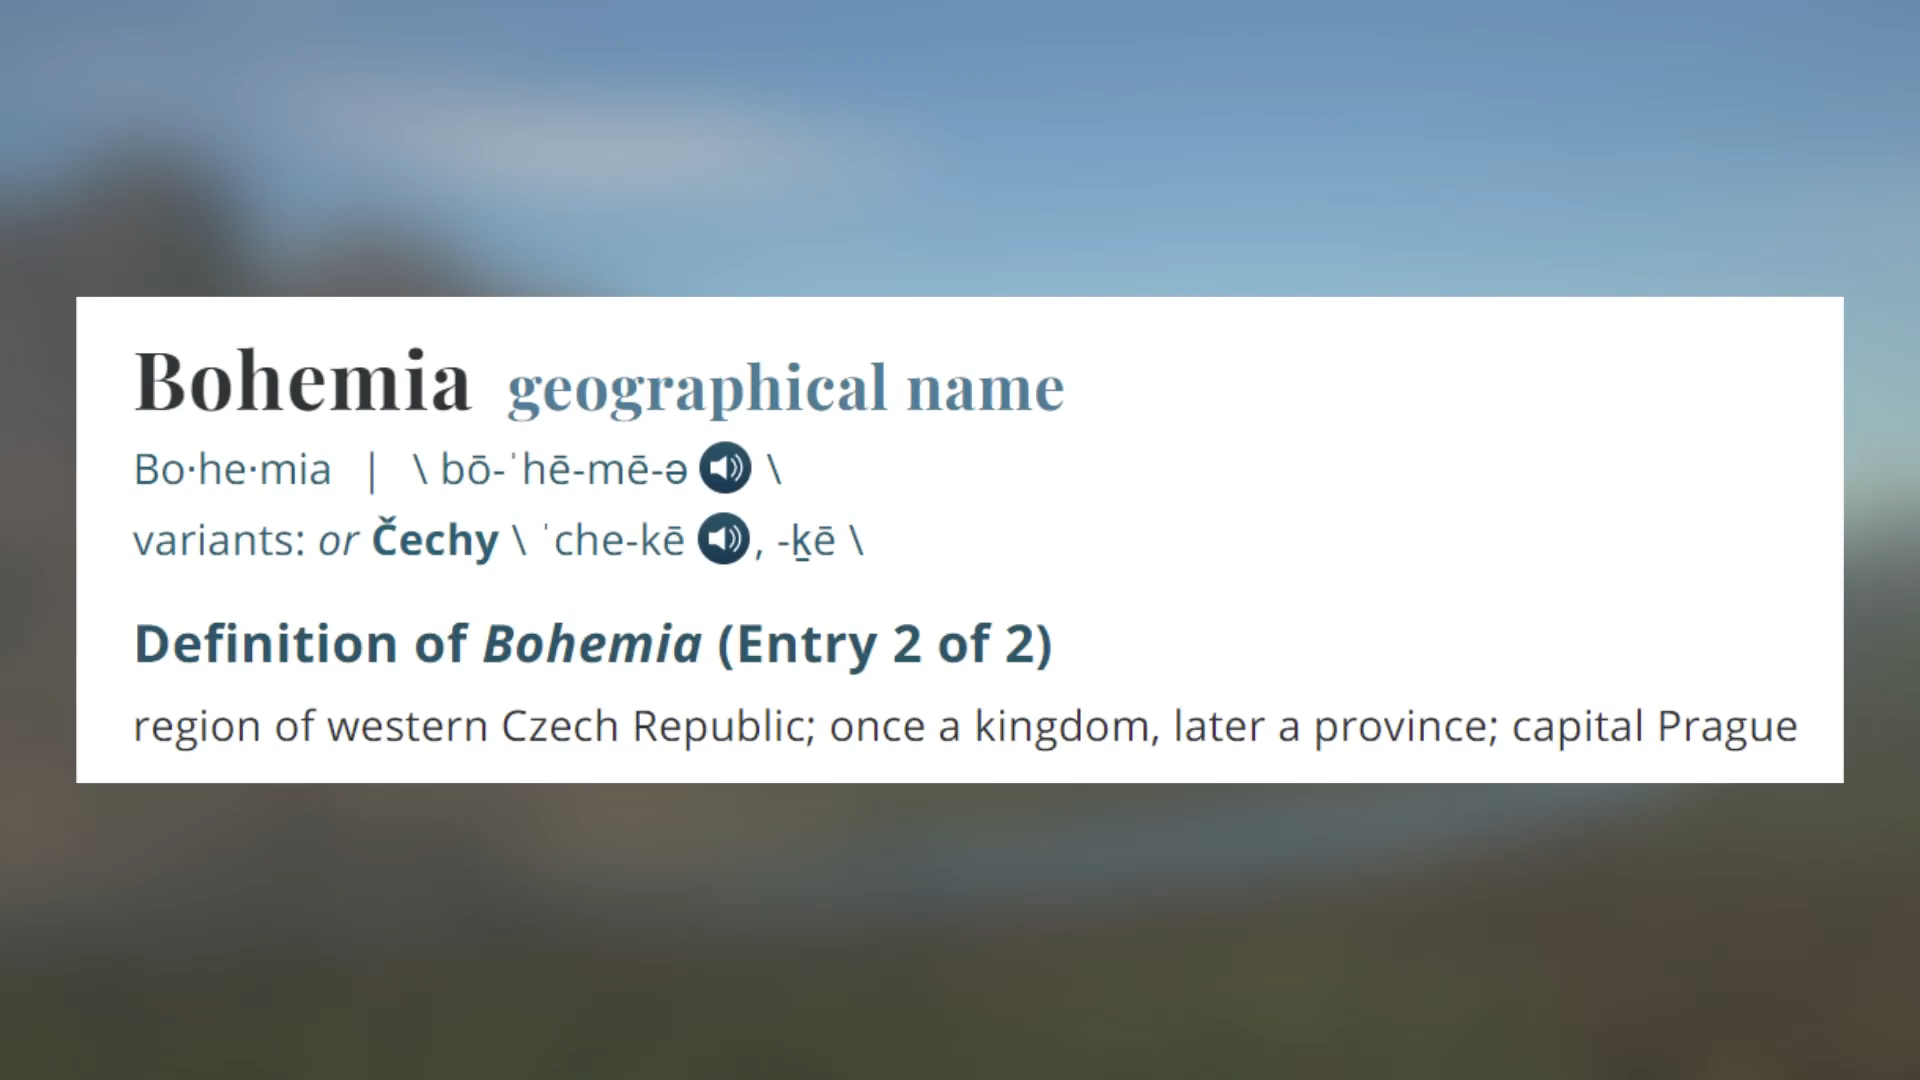 Bohemia geographical name
Bo·he·mia | \ bō-ˈhē-mē-ə \
variants: or Čechy \ ˈche-kē , -ḵē \
Definition of Bohemia (Entry 2 of 2)
region of western Czech Republic; once a kingdom, later a province; capital Prague